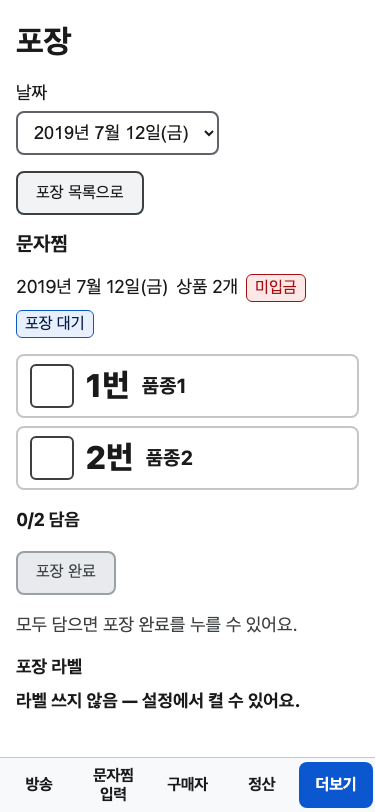 포장
날짜
2019년 7월 12일(금)
포장 목록으로
문자찜
2019년 7월 12일(금) 상품 2개 미입금
포장 대기
1번 품종1
2번 품종2
0/2 담음
포장 완료
모두 담으면 포장 완료를 누를 수 있어요.
포장 라벨
라벨 쓰지 않음 — 설정에서 켤 수 있어요.
방송
문자찜
입력
구매자
정산
더보기